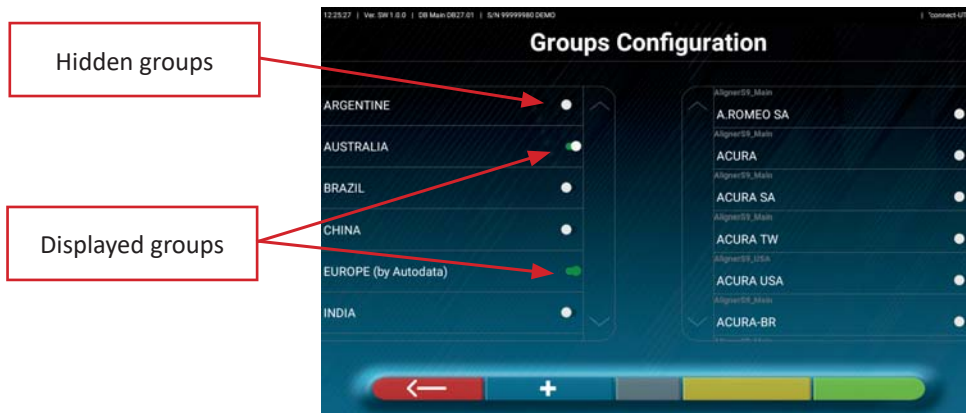 12:25:27 | Ver. SW 1.0.0 | DB Main DB27.01 | S/N 99999980 DEMO | "connect-UT
Groups Configuration
Hidden groups
Displayed groups
ARGENTINE
AUSTRALIA
BRAZIL
CHINA
EUROPE (by Autodata)
INDIA
AlignerS9_Main
A.ROMEO SA
AlignerS9_Main
ACURA
AlignerS9_Main
ACURA SA
AlignerS9_Main
ACURA TW
AlignerS9_USA
ACURA USA
AlignerS9_Main
ACURA-BR